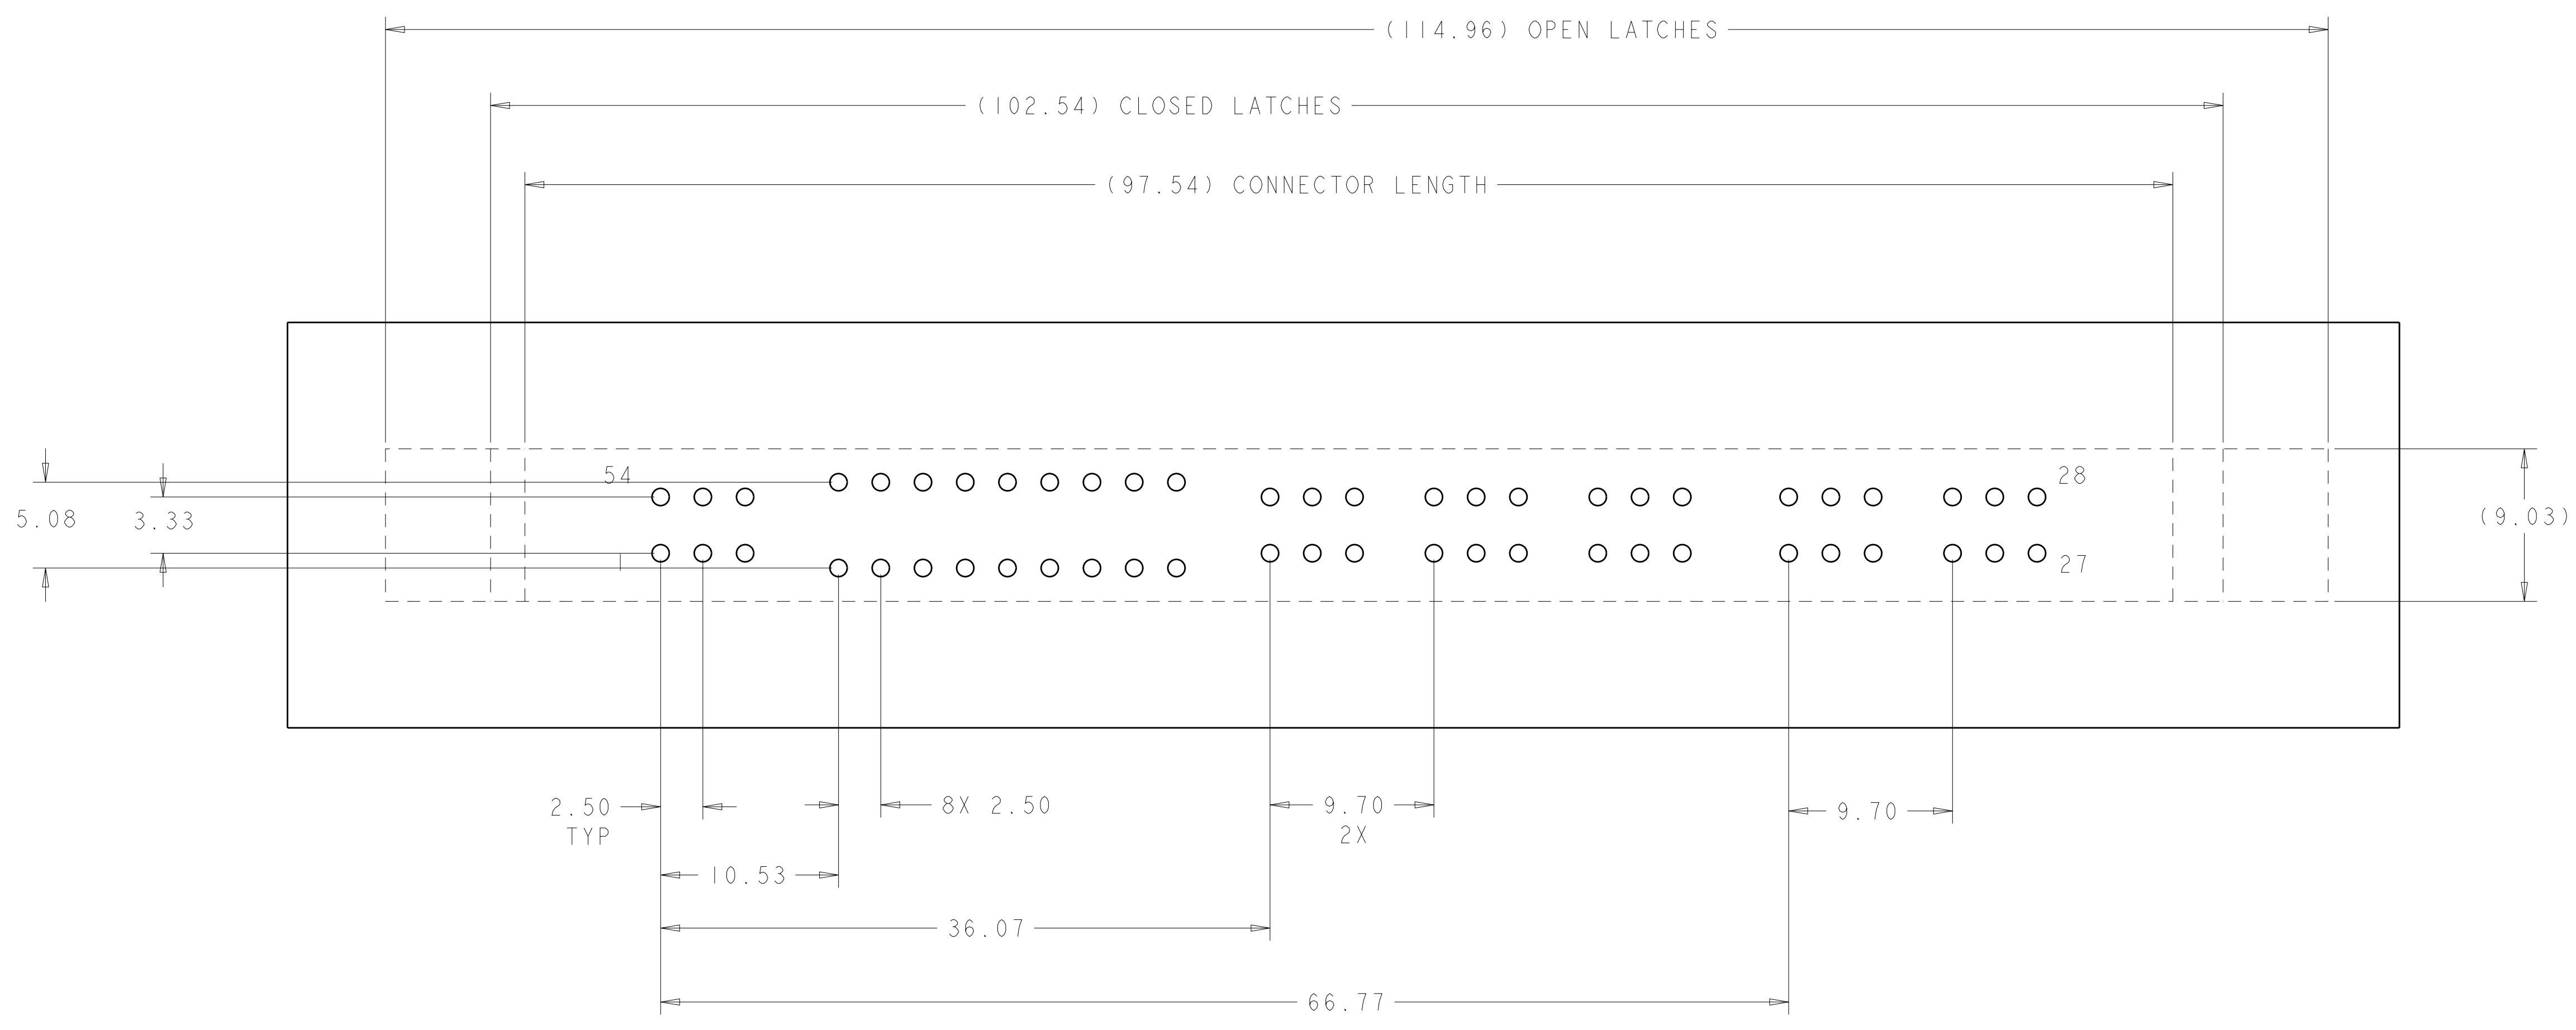 (114.96) OPEN LATCHES
(102.54) CLOSED LATCHES
(97.54) CONNECTOR LENGTH
54
28
5.08
3.33
(9.03)
1
27
2.50
TYP
8X 2.50
9.70
2X
9.70
10.53
36.07
66.77